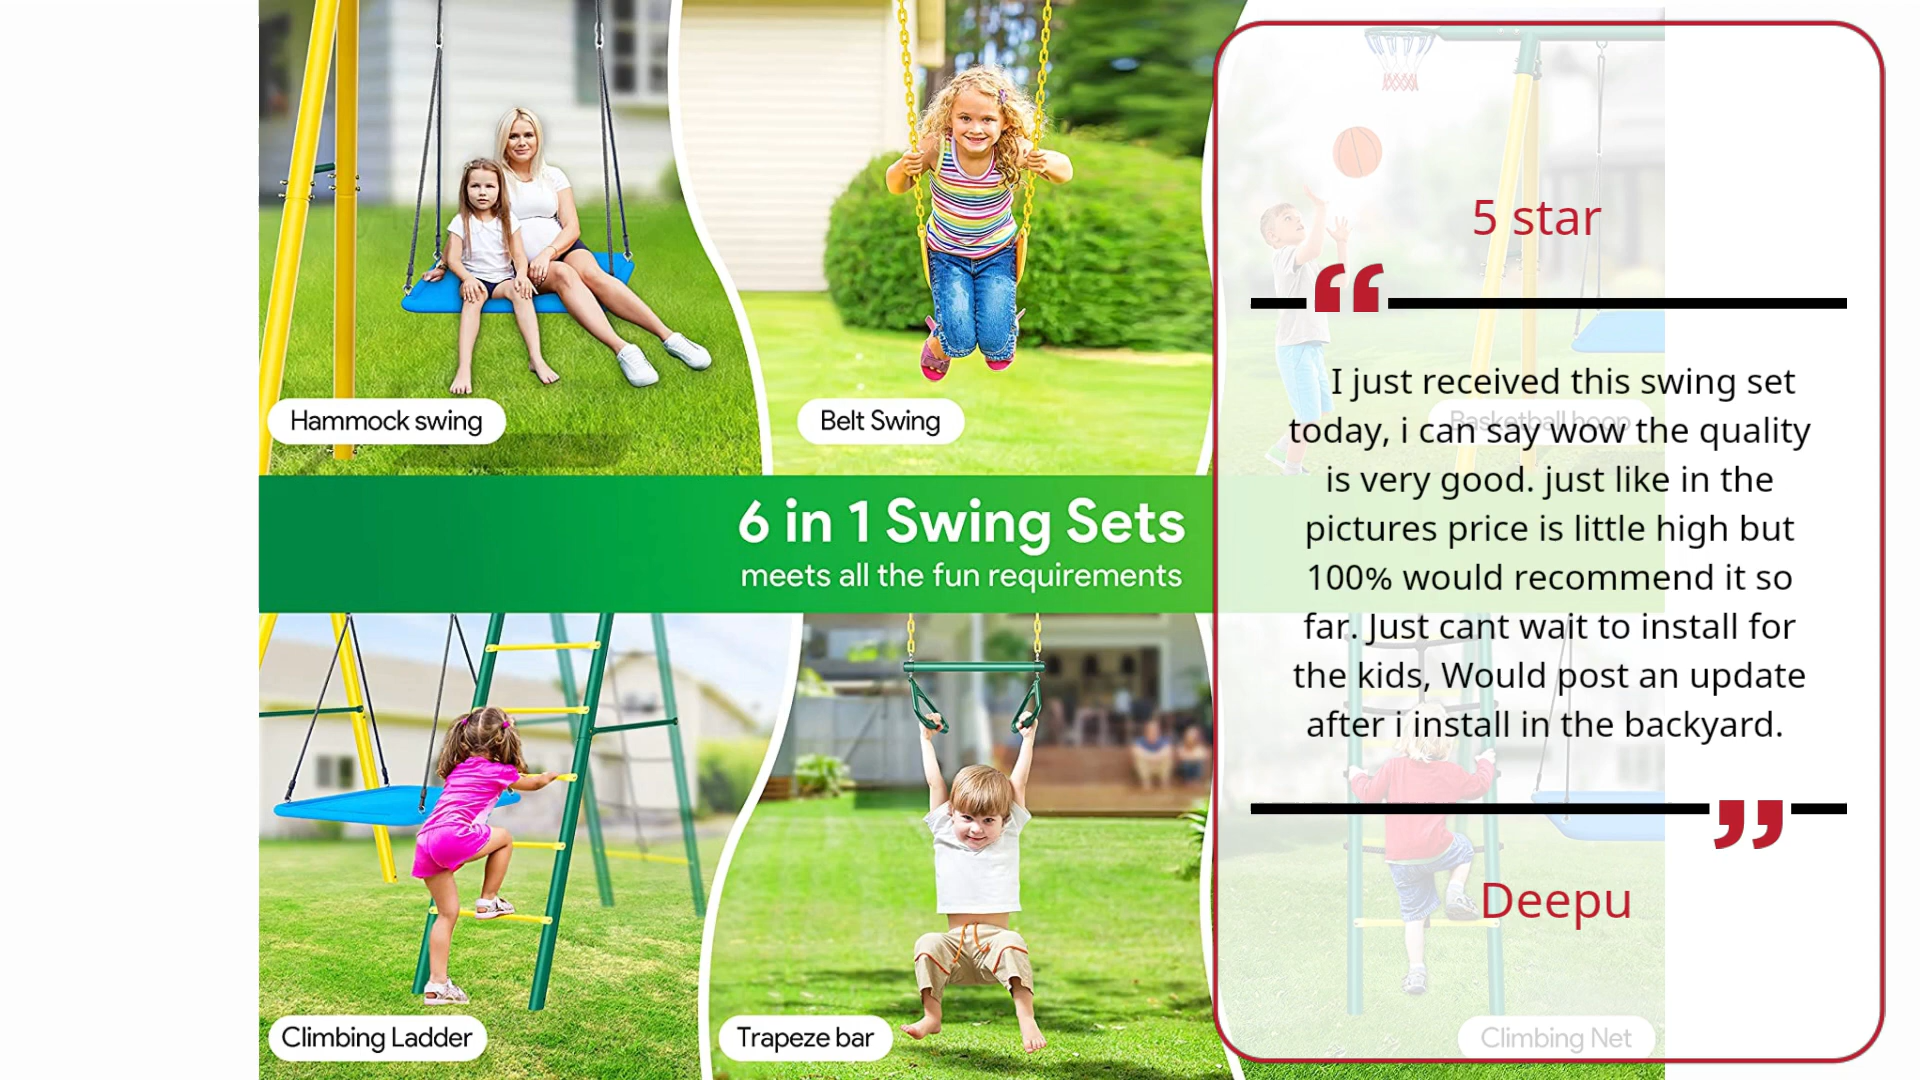 Hammock swing
Belt Swing
Basketball hoop
6 in 1 Swing Sets
meets all the fun requirements
Climbing Ladder
Trapeze bar
Climbing Net
5 star
“
I just received this swing set
today, i can say wow the quality
is very good. just like in the
pictures price is little high but
100% would recommend it so
far. Just cant wait to install for
the kids, Would post an update
after i install in the backyard.
”
Deepu